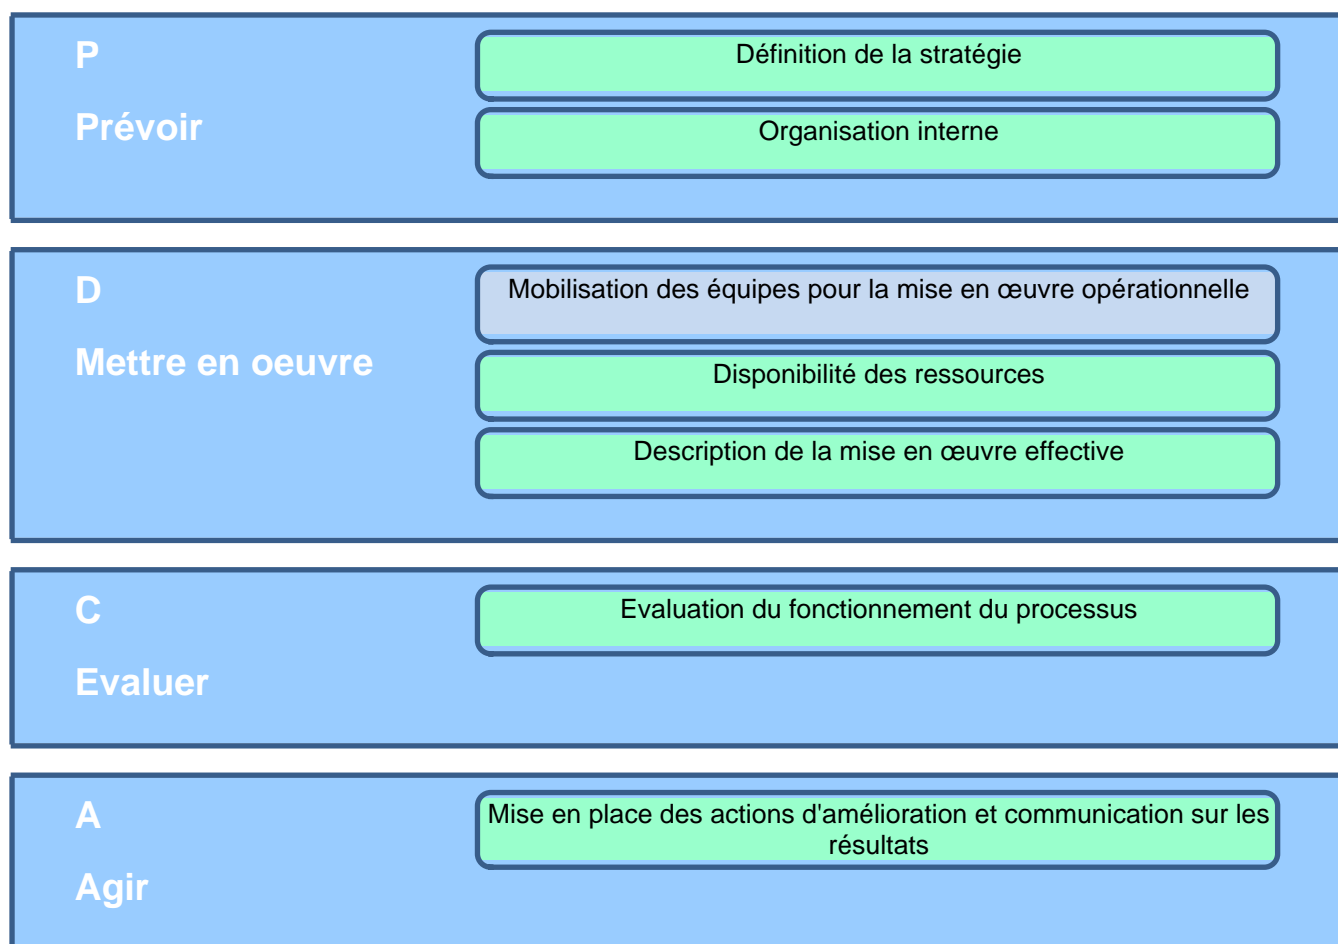 P
Prévoir
Définition de la stratégie
Organisation interne
D
Mettre en oeuvre
Mobilisation des équipes pour la mise en œuvre opérationnelle
Disponibilité des ressources
Description de la mise en œuvre effective
C
Evaluer
Evaluation du fonctionnement du processus
A
Agir
Mise en place des actions d'amélioration et communication sur les
résultats